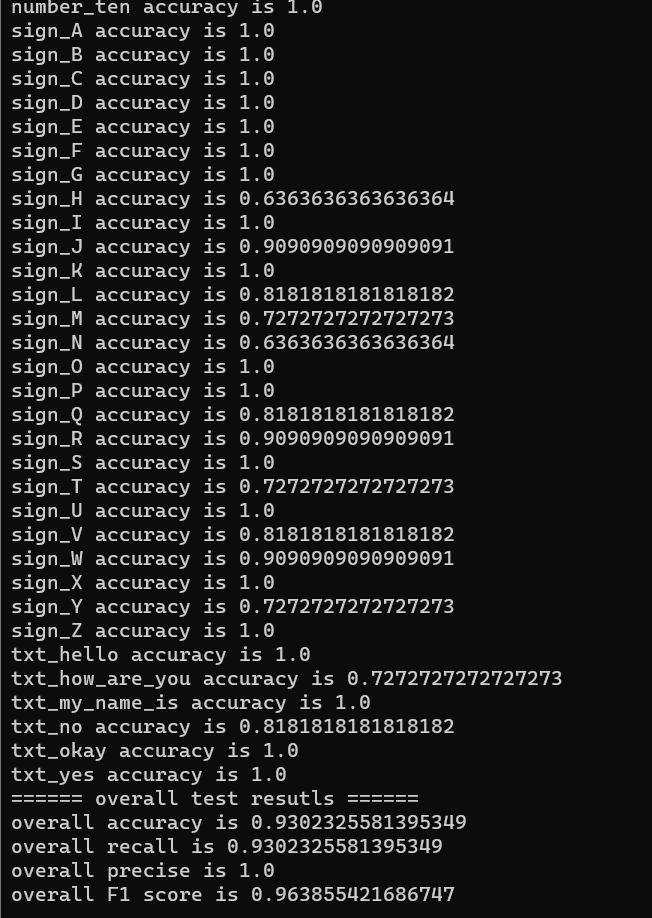 number_ten accuracy is 1.0
sign_A accuracy is 1.0
sign_B accuracy is 1.0
sign_C accuracy is 1.0
sign_D accuracy is 1.0
sign_E accuracy is 1.0
sign_F accuracy is 1.0
sign_G accuracy is 1.0
sign_H accuracy is 0.6363636363636364
sign_I accuracy is 1.0
sign_J accuracy is 0.9090909090909091
sign_K accuracy is 1.0
sign_L accuracy is 0.8181818181818182
sign_M accuracy is 0.7272727272727273
sign_N accuracy is 0.6363636363636364
sign_O accuracy is 1.0
sign_P accuracy is 1.0
sign_Q accuracy is 0.8181818181818182
sign_R accuracy is 0.9090909090909091
sign_S accuracy is 1.0
sign_T accuracy is 0.7272727272727273
sign_U accuracy is 1.0
sign_V accuracy is 0.8181818181818182
sign_W accuracy is 0.9090909090909091
sign_X accuracy is 1.0
sign_Y accuracy is 0.7272727272727273
sign_Z accuracy is 1.0
txt_hello accuracy is 1.0
txt_how_are_you accuracy is 0.7272727272727273
txt_my_name_is accuracy is 1.0
txt_no accuracy is 0.8181818181818182
txt_okay accuracy is 1.0
txt_yes accuracy is 1.0
====== overall test resutls ======
overall accuracy is 0.9302325581395349
overall recall is 0.9302325581395349
overall precise is 1.0
overall F1 score is 0.963855421686747